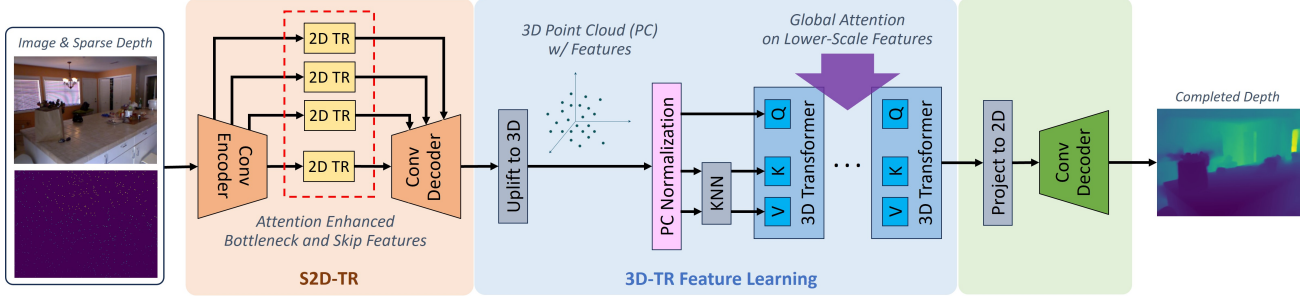 Image & Sparse Depth
Conv
Encoder
2D TR
2D TR
2D TR
2D TR
Conv
Decoder
Attention Enhanced
Bottleneck and Skip Features
S2D-TR
Uplift to 3D
3D Point Cloud (PC)
w/ Features
PC Normalization
KNN
Q
K
V
3D Transformer
Global Attention
on Lower-Scale Features
...
Q
K
V
3D Transformer
3D-TR Feature Learning
Project to 2D
Conv
Decoder
Completed Depth